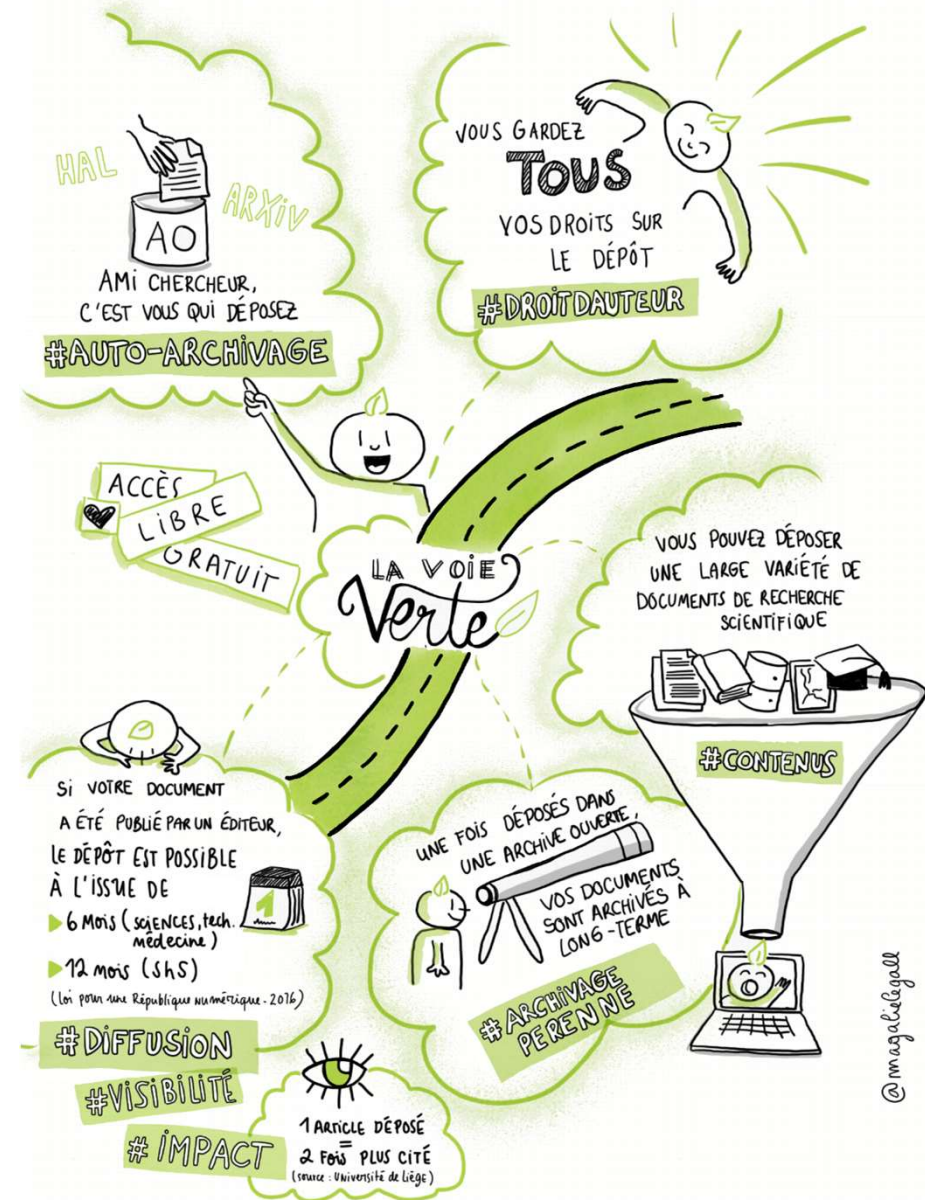 HAL
ARXIV
AO
AMI CHERCHEUR,
C'EST VOUS QUI DÉPOSEZ
#AUTO-ARCHIVAGE
VOUS GARDEZ
TOUS
VOS DROITS SUR
LE DÉPÔT
#DROITDAUTEUR
ACCÈS
LIBRE
GRATUIT
LA VOIE
Verte
VOUS POUVEZ DÉPOSER
UNE LARGE VARIÉTÉ DE
DOCUMENTS DE RECHERCHE
SCIENTIFIQUE
#CONTENUS
SI VOTRE DOCUMENT
A ÉTÉ PUBLIÉ PAR UN ÉDITEUR,
LE DÉPÔT EST POSSIBLE
À L'ISSUE DE
6 MOIS (SCIENCES, tech.
médecine)
12 mois (ShS)
(Loi pour une République numérique - 2016)
1
#DIFFUSION
#VISIBILITÉ
# IMPACT
1 ARTICLE DÉPOSÉ
=
2 FOIS PLUS CITÉ
(source : Université de Liège)
UNE FOIS DÉPOSÉS DANS
UNE ARCHIVE OUVERTE,
VOS DOCUMENTS
SONT ARCHIVÉS À
LONG-TERME
# ARCHIVAGE
PERENNE
@magalielegall